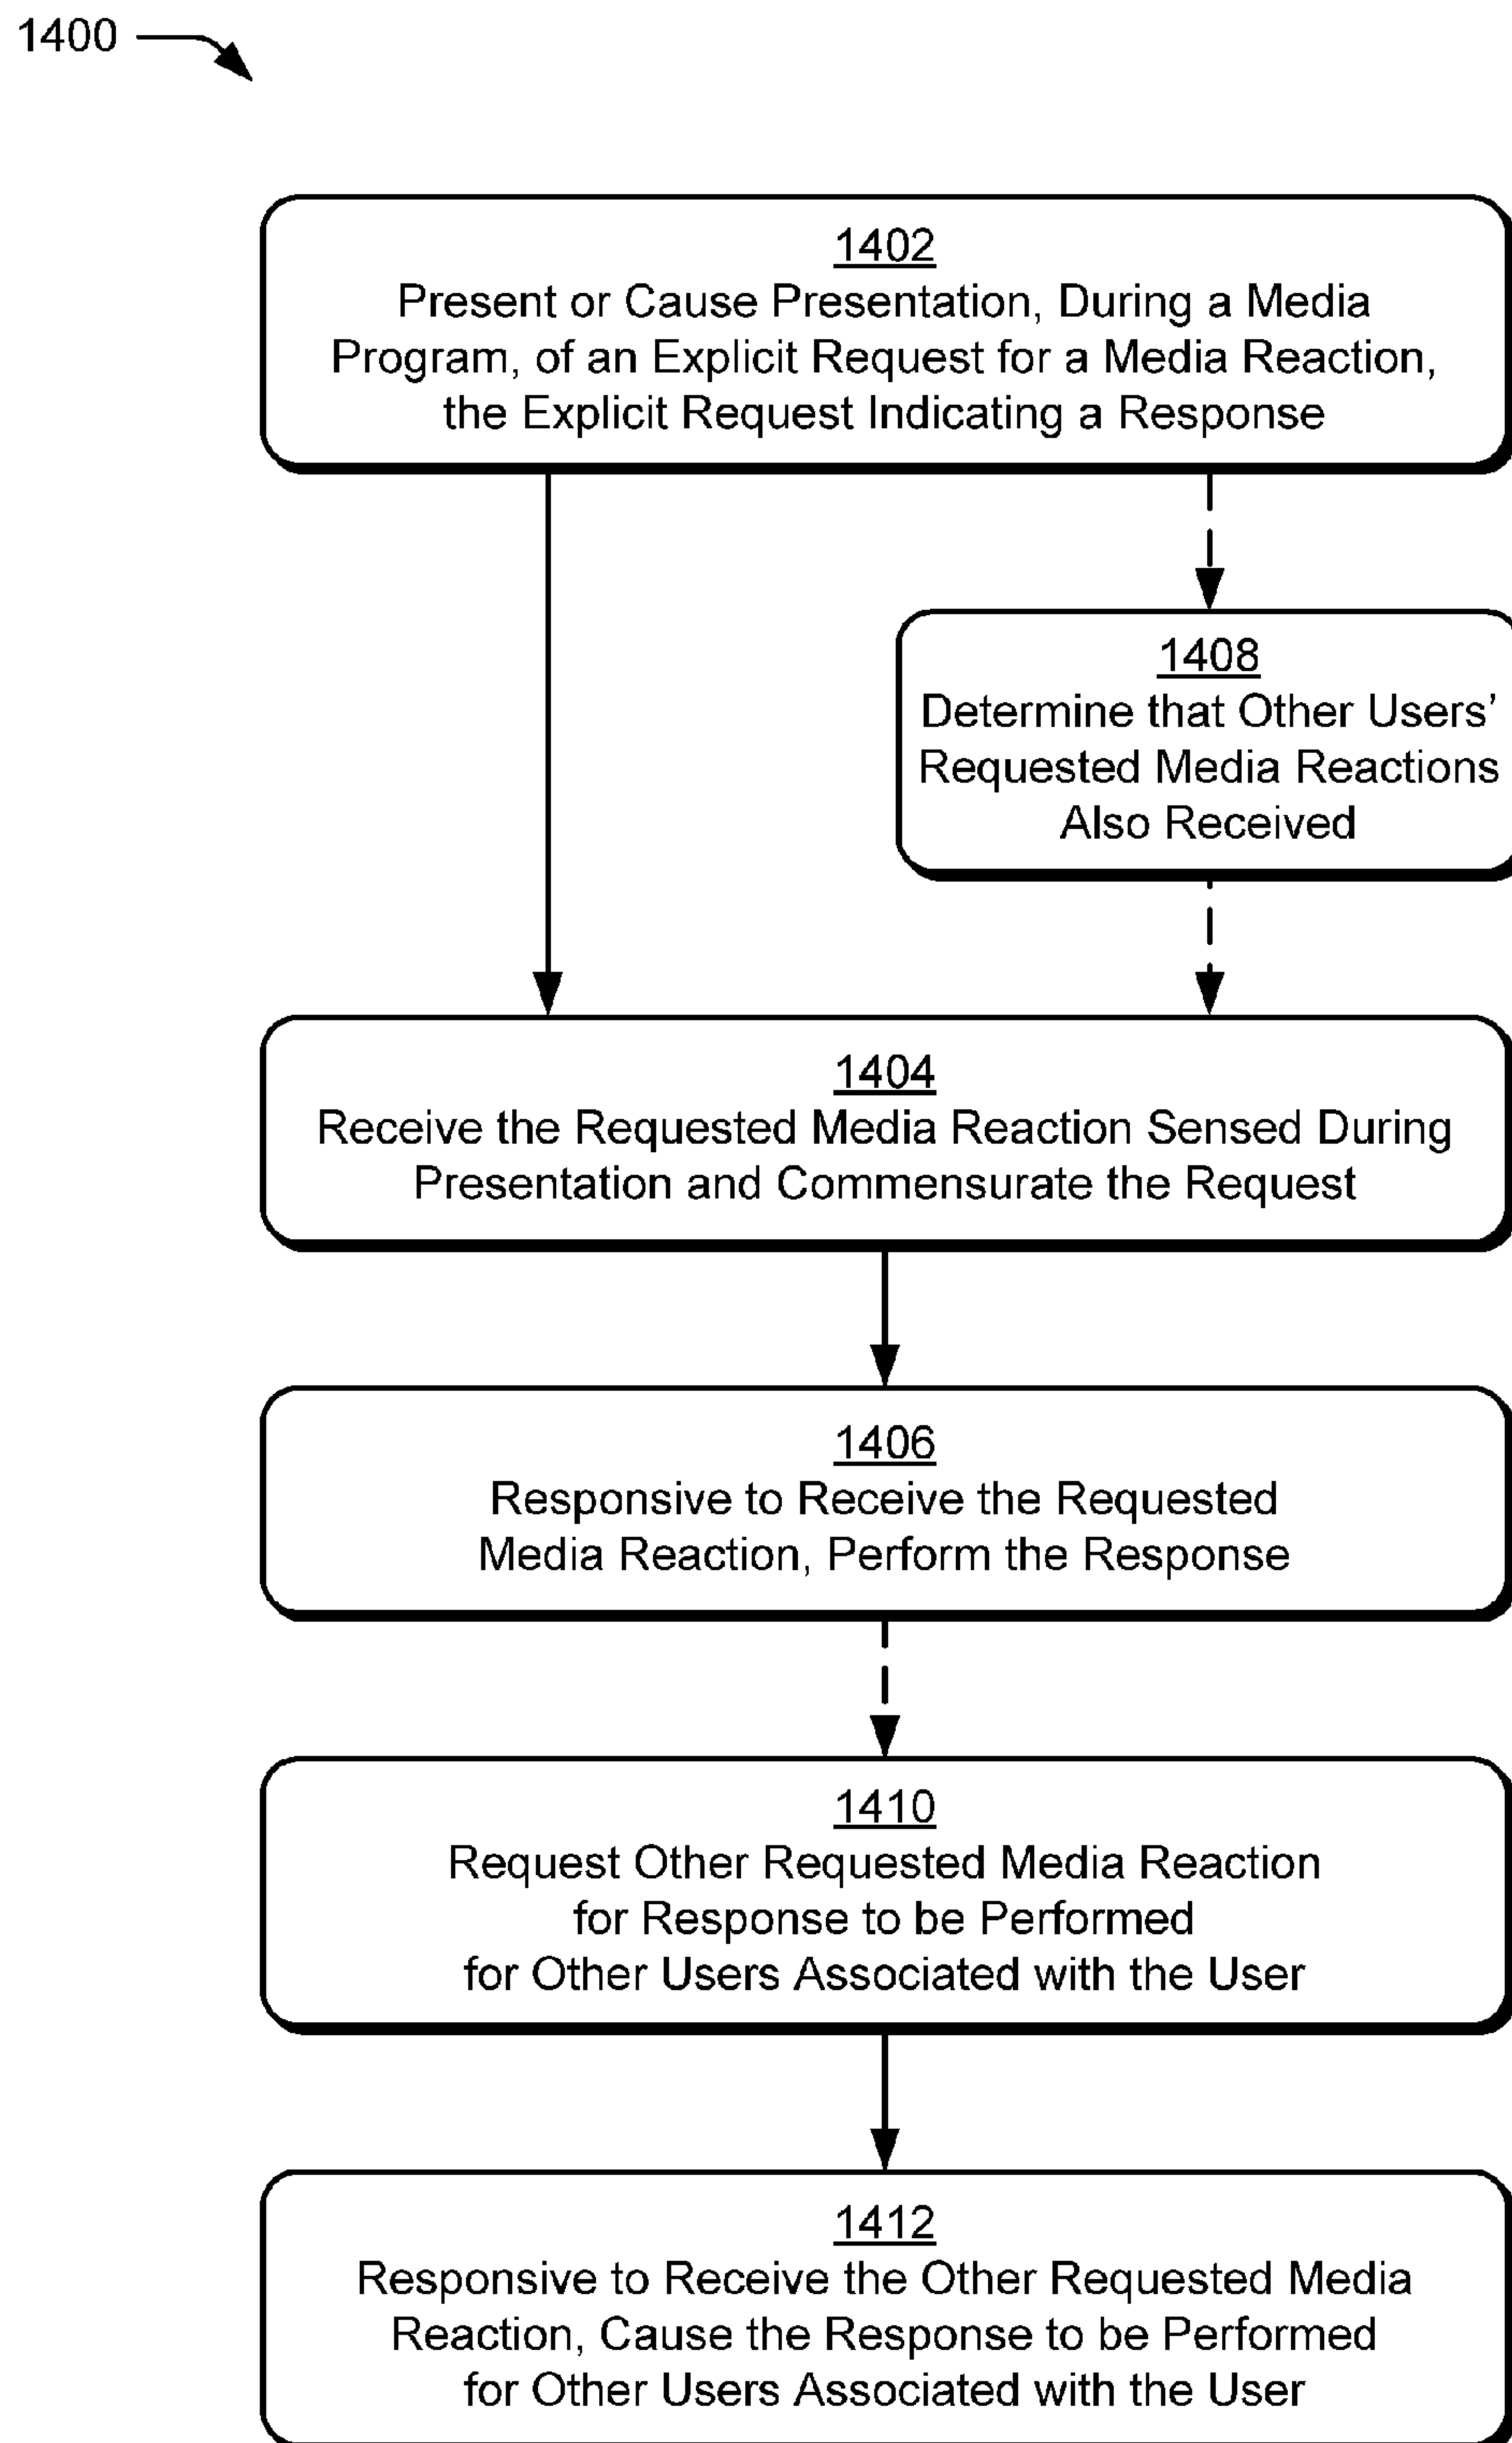 1400
1402
Present or Cause Presentation, During a Media
Program, of an Explicit Request for a Media Reaction,
the Explicit Request Indicating a Response
1408
Determine that Other Users’
Requested Media Reactions
Also Received
1404
Receive the Requested Media Reaction Sensed During
Presentation and Commensurate the Request
1406
Responsive to Receive the Requested
Media Reaction, Perform the Response
1410
Request Other Requested Media Reaction
for Response to be Performed
for Other Users Associated with the User
1412
Responsive to Receive the Other Requested Media
Reaction, Cause the Response to be Performed
for Other Users Associated with the User